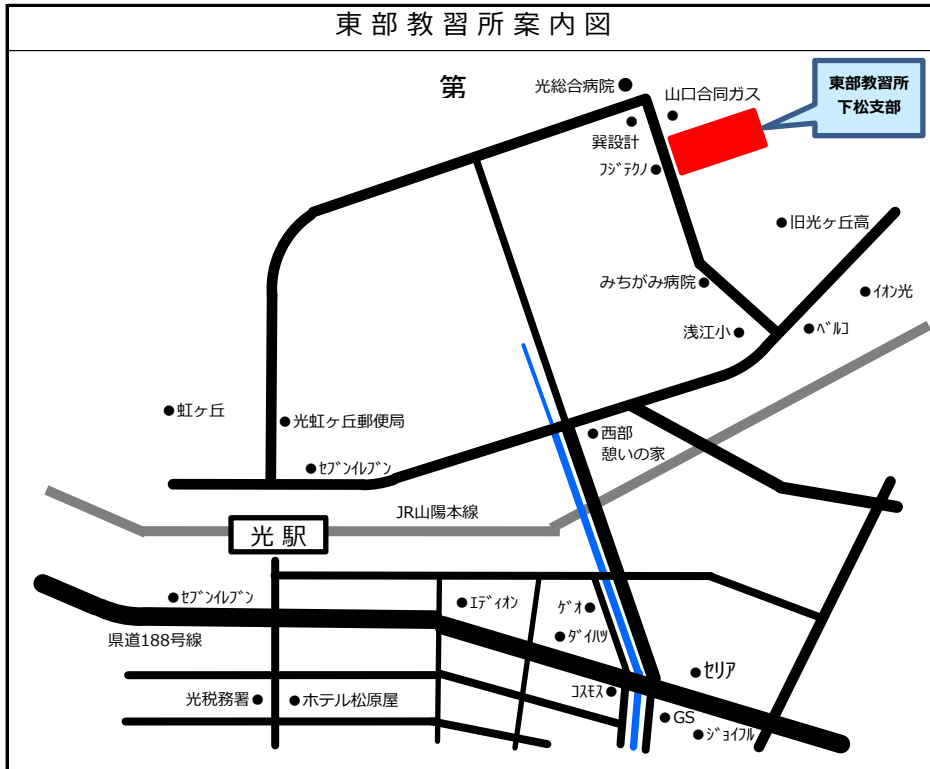 東部教習所案内図
第
光総合病院
山口合同ガス
東部教習所
下松支部
巽設計
ﾌｼﾞﾃｸﾉ
旧光ヶ丘高
みちがみ病院
ｲｵﾝ光
浅江小
ﾍﾞﾙｺ
虹ヶ丘
光虹ヶ丘郵便局
西部
憩いの家
ｾﾌﾞﾝｲﾚﾌﾞﾝ
JR山陽本線
光駅
ｾﾌﾞﾝｲﾚﾌﾞﾝ
ｴﾃﾞｨｵﾝ
ｹﾞｵ
ﾀﾞｲﾊﾂ
県道188号線
セリア
ｺｽﾓｽ
光税務署
ホテル松原屋
GS
ｼﾞｮｲﾌﾙ